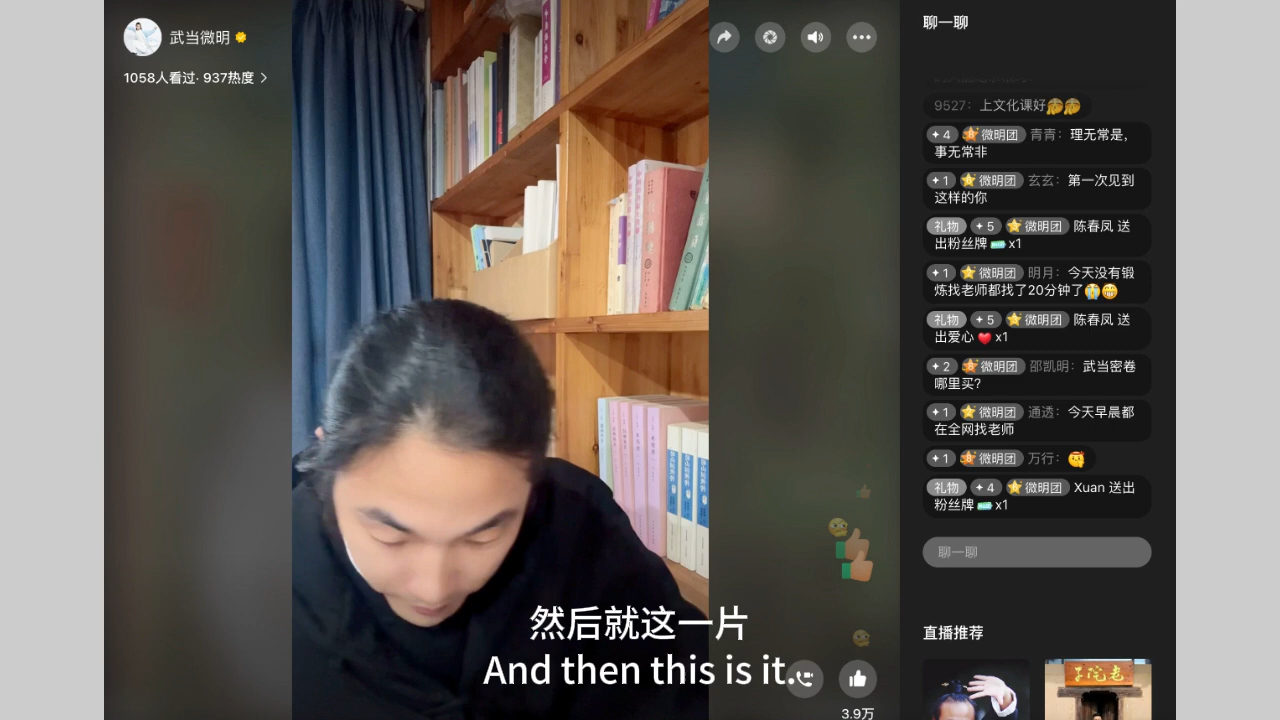 武当微明
1058人看过· 937热度
聊一聊
9527：上文化课好
4 微明团 青青：理无常是，
事无常非
1 微明团 玄玄：第一次见到
这样的你
礼物 5 微明团 陈春凤 送
出粉丝牌 x1
1 微明团 明月：今天没有锻
炼找老师都找了20分钟了
礼物 5 微明团 陈春凤 送
出爱心 x1
2 微明团 邵凯明：武当密卷
哪里买?
1 微明团 通透：今天早晨都
在全网找老师
1 微明团 万行：
礼物 4 微明团 Xuan 送出
粉丝牌 x1
聊一聊
然后就这一片
And then this is it.
3.9万
直播推荐